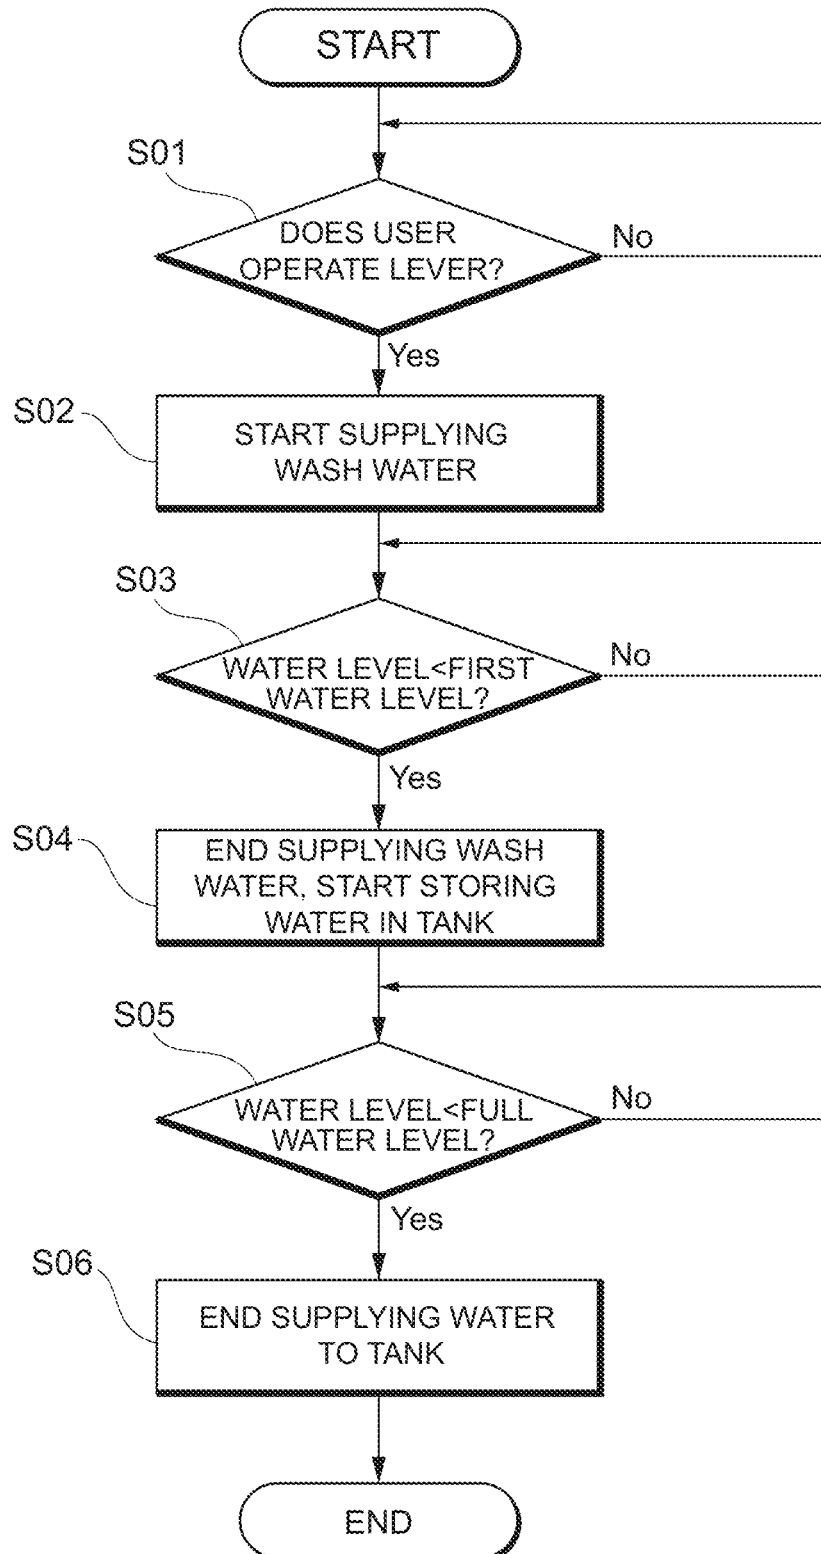 START
S01
DOES USER
OPERATE LEVER?
No
Yes
S02
START SUPPLYING
WASH WATER
S03
WATER LEVEL<FIRST
WATER LEVEL?
No
Yes
S04
END SUPPLYING WASH
WATER, START STORING
WATER IN TANK
S05
WATER LEVEL<FULL
WATER LEVEL?
No
Yes
S06
END SUPPLYING WATER
TO TANK
END